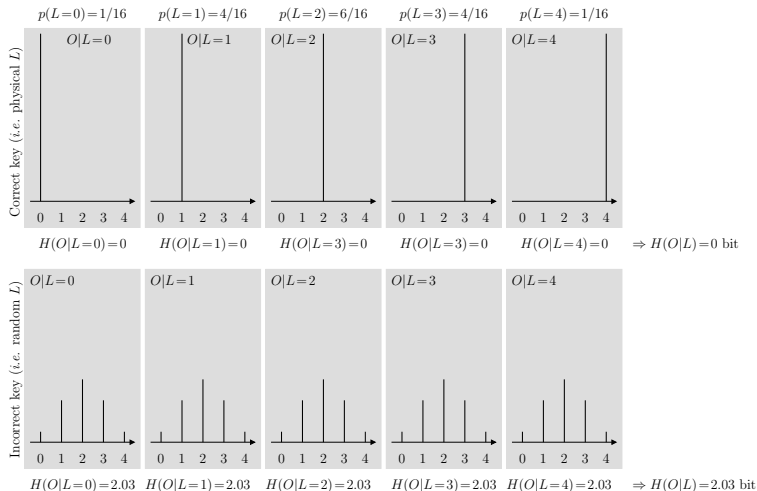 p(L=0)=1/16 p(L=1)=4/16 p(L=2)=6/16 p(L=3)=4/16 p(L=4)=1/16
Correct key (i.e. physical L)
O|L=0 O|L=1 O|L=2 O|L=3 O|L=4
0 1 2 3 4 0 1 2 3 4 0 1 2 3 4 0 1 2 3 4 0 1 2 3 4
H(O|L=0)=0 H(O|L=1)=0 H(O|L=3)=0 H(O|L=3)=0 H(O|L=4)=0 ⇒ H(O|L)=0 bit
Incorrect key (i.e. random L)
O|L=0 O|L=1 O|L=2 O|L=3 O|L=4
0 1 2 3 4 0 1 2 3 4 0 1 2 3 4 0 1 2 3 4 0 1 2 3 4
H(O|L=0)=2.03 H(O|L=1)=2.03 H(O|L=2)=2.03 H(O|L=3)=2.03 H(O|L=4)=2.03 ⇒ H(O|L)=2.03 bit